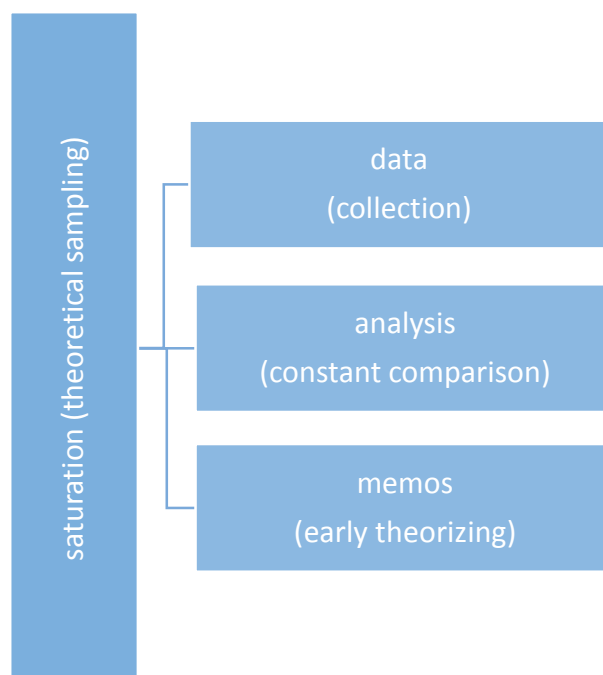 saturation (theoretical sampling)
data
(collection)
analysis
(constant comparison)
memos
(early theorizing)